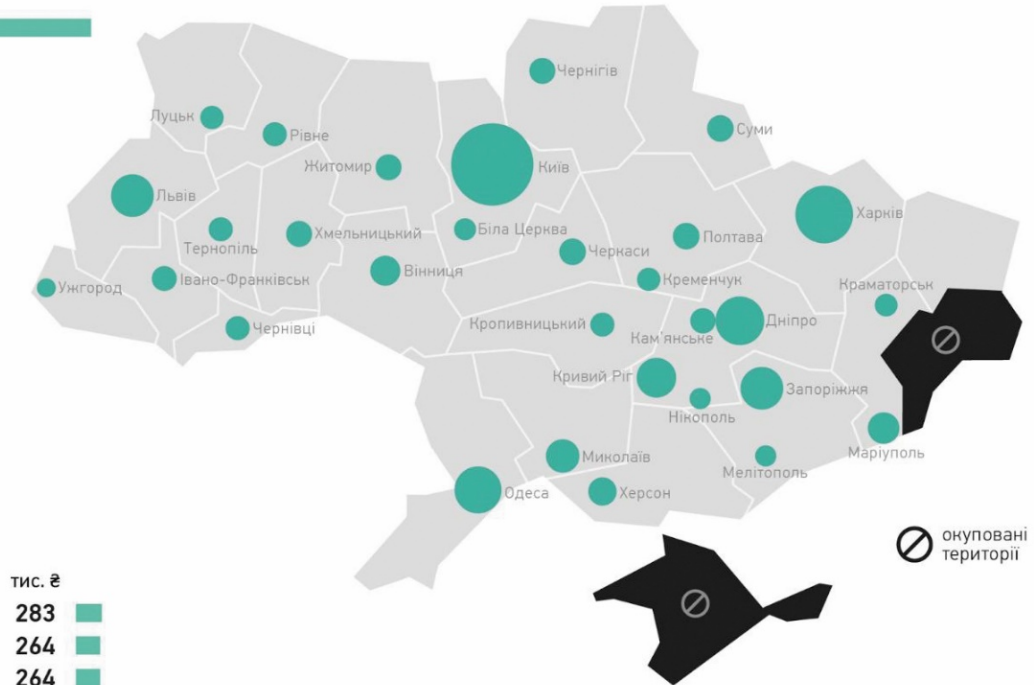 Чернігів
Луцьк
Рівне
Суми
Житомир
Київ
Львів
Харків
Тернопіль
Хмельницький
Біла Церква
Черкаси
Полтава
Ужгород
Івано-Франківськ
Вінниця
Кременчук
Краматорськ
Чернівці
Кропивницький
Кам'янське
Дніпро
Кривий Ріг
Запоріжжя
Нікополь
Маріуполь
Миколаїв
Мелітополь
Одеса
Херсон
окуповані
території
тис. ₴
283
264
264